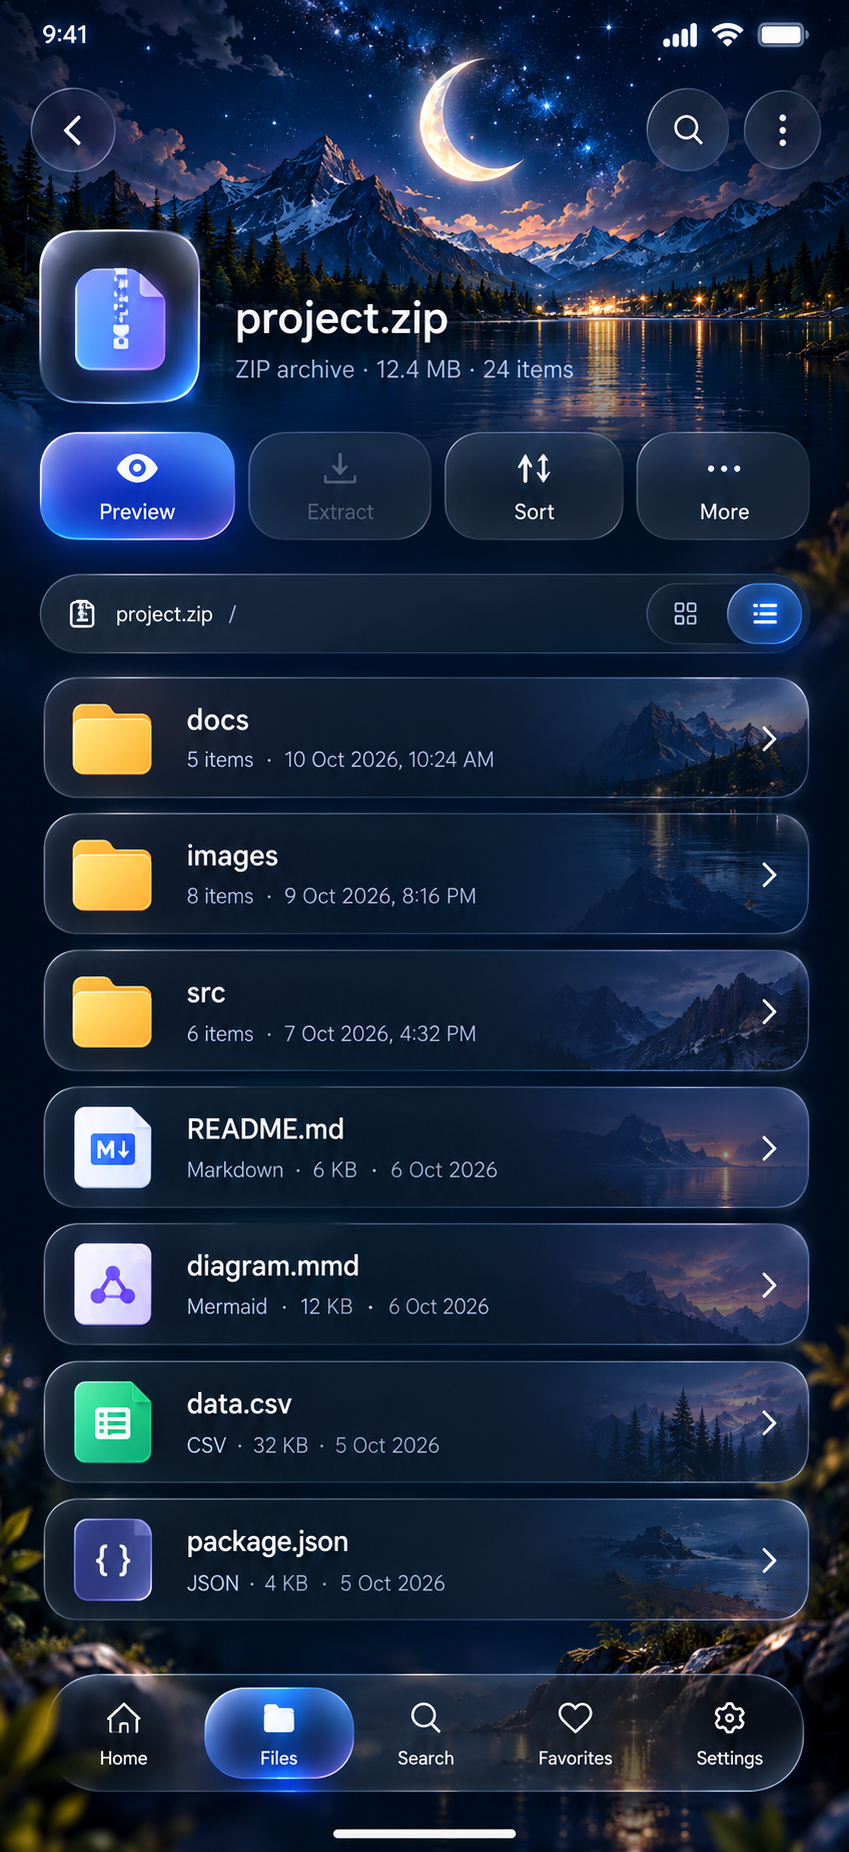 9:41
project.zip
ZIP archive · 12.4 MB · 24 items
Preview
Extract
Sort
More
project.zip /
docs
5 items · 10 Oct 2026, 10:24 AM
images
8 items · 9 Oct 2026, 8:16 PM
src
6 items · 7 Oct 2026, 4:32 PM
M↓
README.md
Markdown · 6 KB · 6 Oct 2026
diagram.mmd
Mermaid · 12 KB · 6 Oct 2026
data.csv
CSV · 32 KB · 5 Oct 2026
{ }
package.json
JSON · 4 KB · 5 Oct 2026
Home
Files
Search
Favorites
Settings